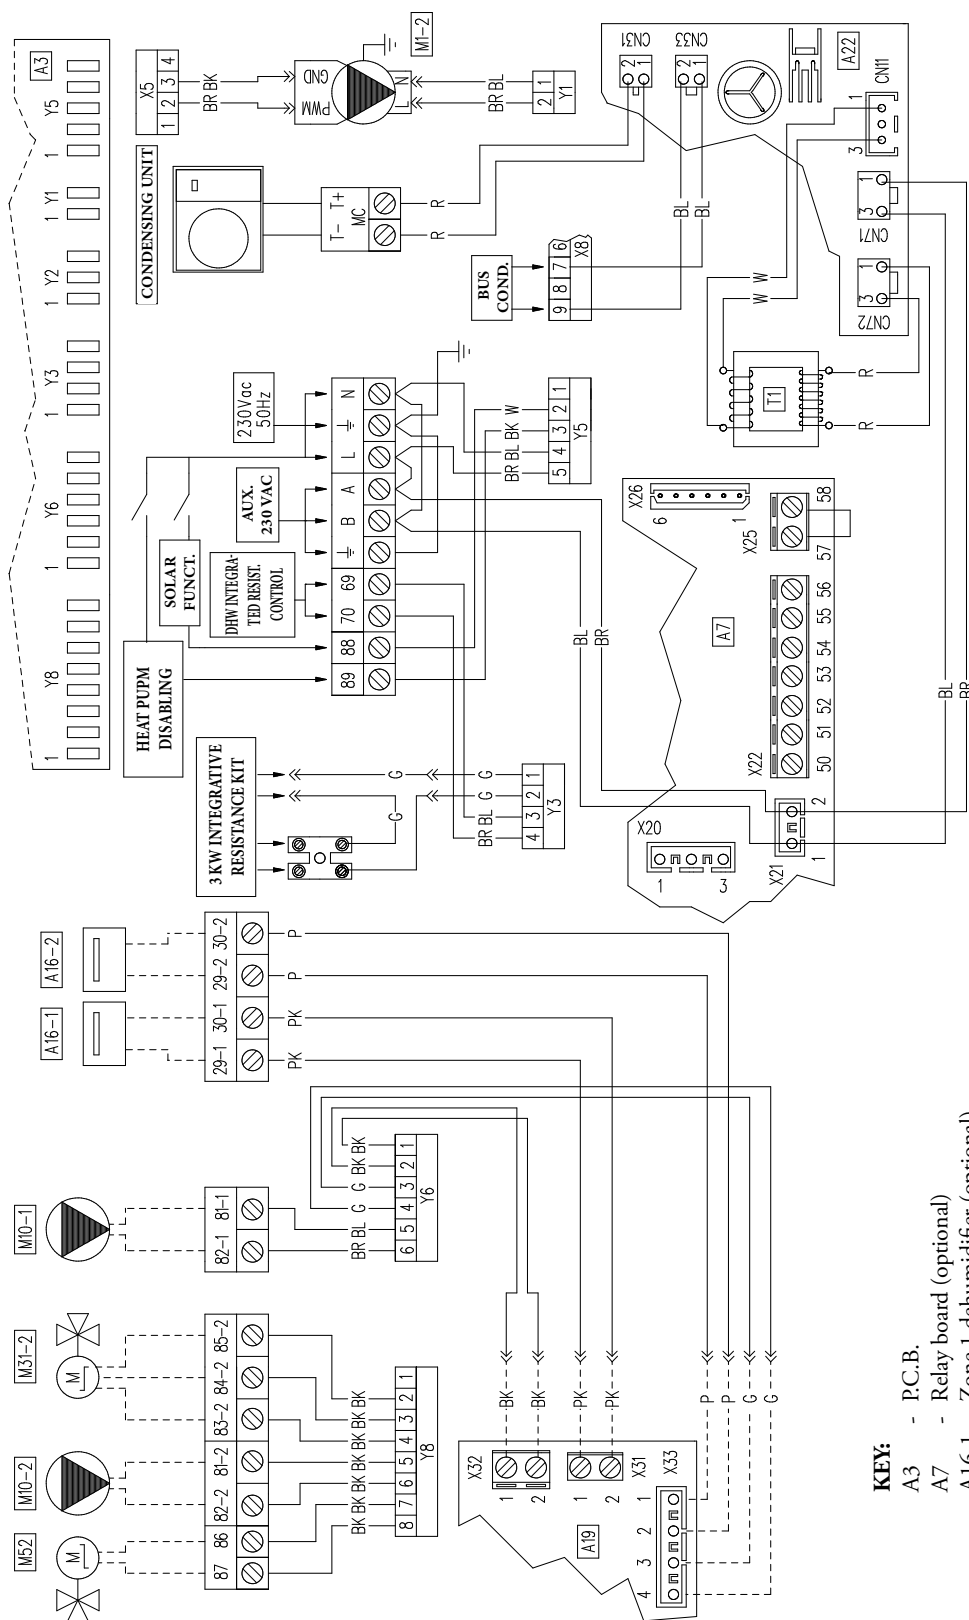 M52
M10-2
M31-2
M10-1
A16-1
A16-2
1 Y8 1 Y6 1 Y3 1 Y2 1 Y1 1 Y5
A3
M
M
87 86 82-2 81-2 83-2 84-2 85-2
82-1 81-1
29-1 30-1 29-2 30-2
3 KW INTEGRATIVE
RESISTANCE KIT
HEAT PUPM
DISABLING
SOLAR
FUNCT.
DHW INTEGRA-
TED RESIST.
CONTROL
AUX.
230 VAC
230Vac
50Hz
CONDENSING UNIT
X5
1 2 3 4
BR BK
PWM GND
L N
M1-2
BR BL
2 1
Y1
T- T+
MC
R R
89 88 70 69 B A L N
BK BK BK BK BK BK BK
8 7 6 5 4 3 2 1
Y8
BR BL G G BK BK
6 5 4 3 2 1
Y6
PK PK P P
G G
G G
BR BL
4 3 2 1
Y3
BR BL BK W
5 4 3 2 1
Y5
BUS
COND.
9 8 7 6
X8
BL BL
2 1
CN31
2 1
CN33
A22
CN11
3 1
CN71
3 1
CN72
3 1
W W
T1
R R
BL
BR
X32
1 2
BK BK
X31
1 2
PK PK
X33
4 3 2 1
P P G G
A19
X20
1 3
X21
1 2
X22
50 51 52 53 54 55 56
A7
X25
57 58
X26
1 6
BL
BR
KEY:
A3 - P.C.B.
A7 - Relay board (optional)
A16-1 - Zone 1 dehumidifier (optional)